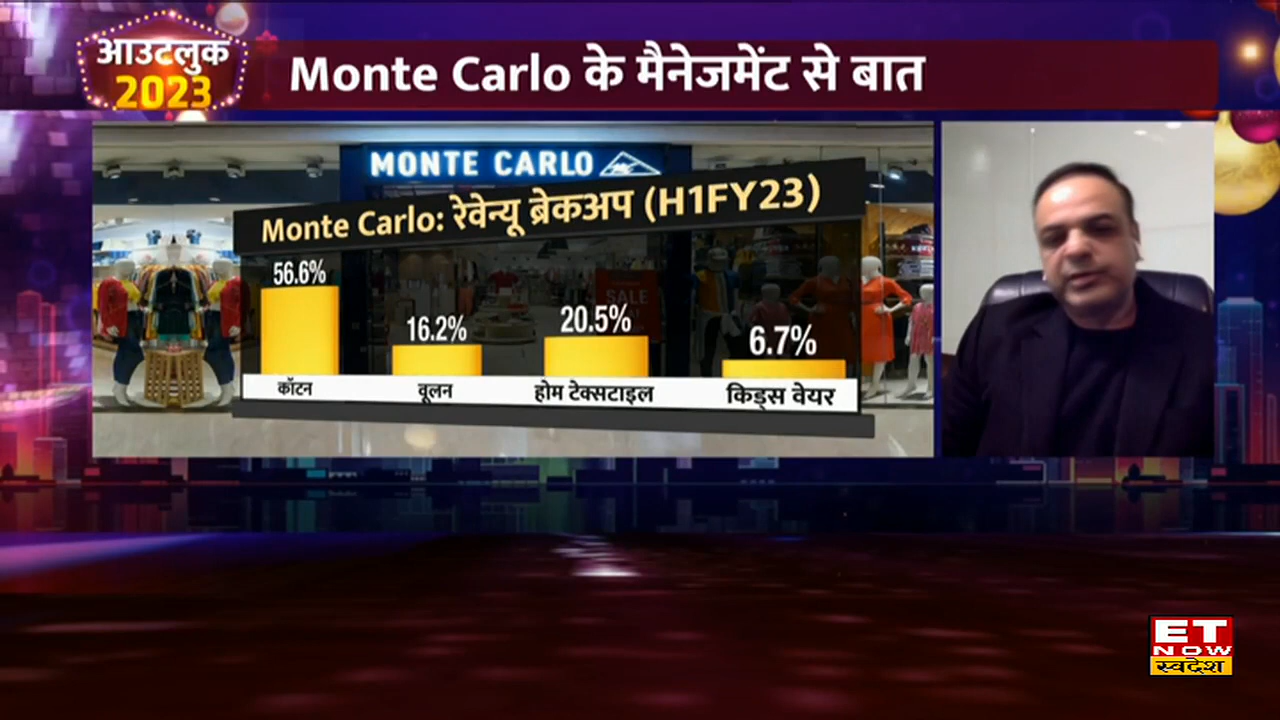 आउटलुक
2023
Monte Carlo के मैनेजमेंट से बात
MONTE CARLO
Monte Carlo: रेवेन्यू ब्रेकअप (H1FY23)
56.6%
16.2%
20.5%
6.7%
कॉटन
वूलन
होम टेक्सटाइल
किड्स वेयर
SALE
ET
NOW
स्वदेश